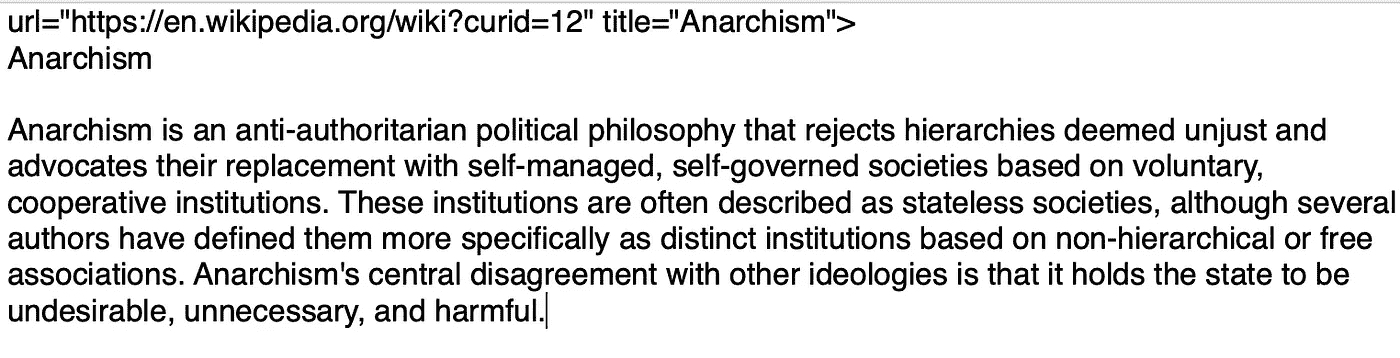 url="https://en.wikipedia.org/wiki?curid=12" title="Anarchism">
Anarchism
Anarchism is an anti-authoritarian political philosophy that rejects hierarchies deemed unjust and
advocates their replacement with self-managed, self-governed societies based on voluntary,
cooperative institutions. These institutions are often described as stateless societies, although several
authors have defined them more specifically as distinct institutions based on non-hierarchical or free
associations. Anarchism's central disagreement with other ideologies is that it holds the state to be
undesirable, unnecessary, and harmful.